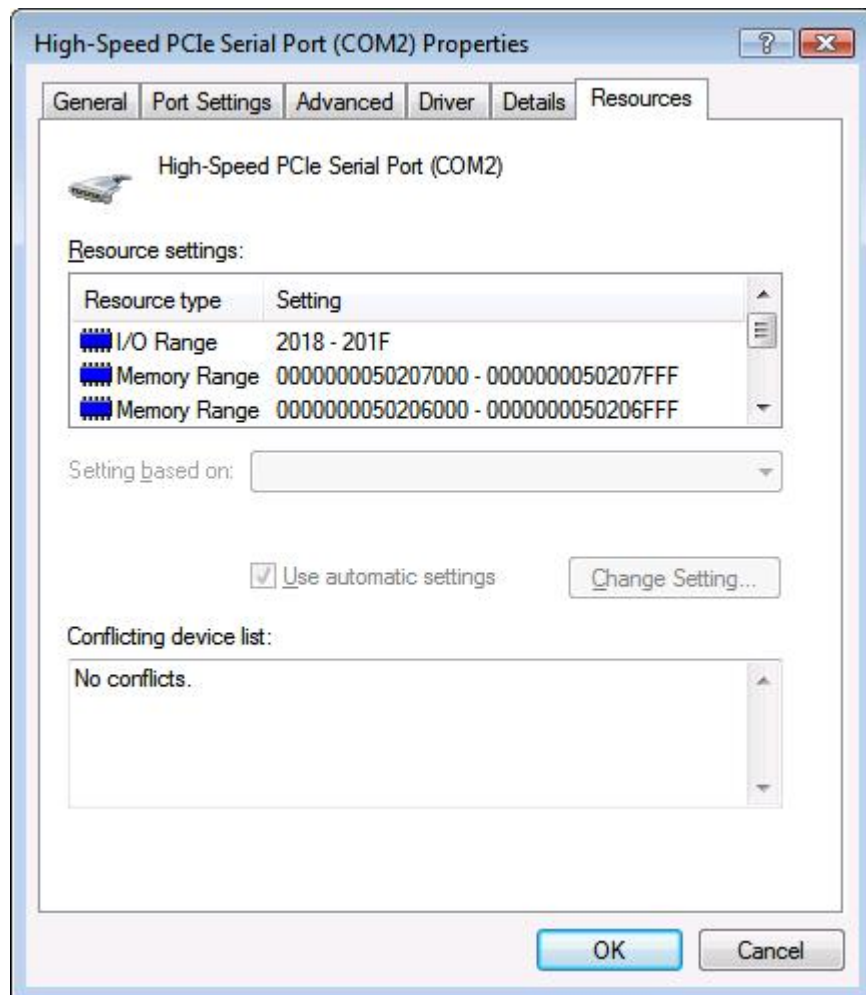 High-Speed PCIe Serial Port (COM2) Properties
General Port Settings Advanced Driver Details Resources
High-Speed PCIe Serial Port (COM2)
Resource settings:
Resource type Setting
I/O Range 2018 - 201F
Memory Range 0000000050207000 - 0000000050207FFF
Memory Range 0000000050206000 - 0000000050206FFF
Setting based on:
Use automatic settings Change Setting...
Conflicting device list:
No conflicts.
OK Cancel